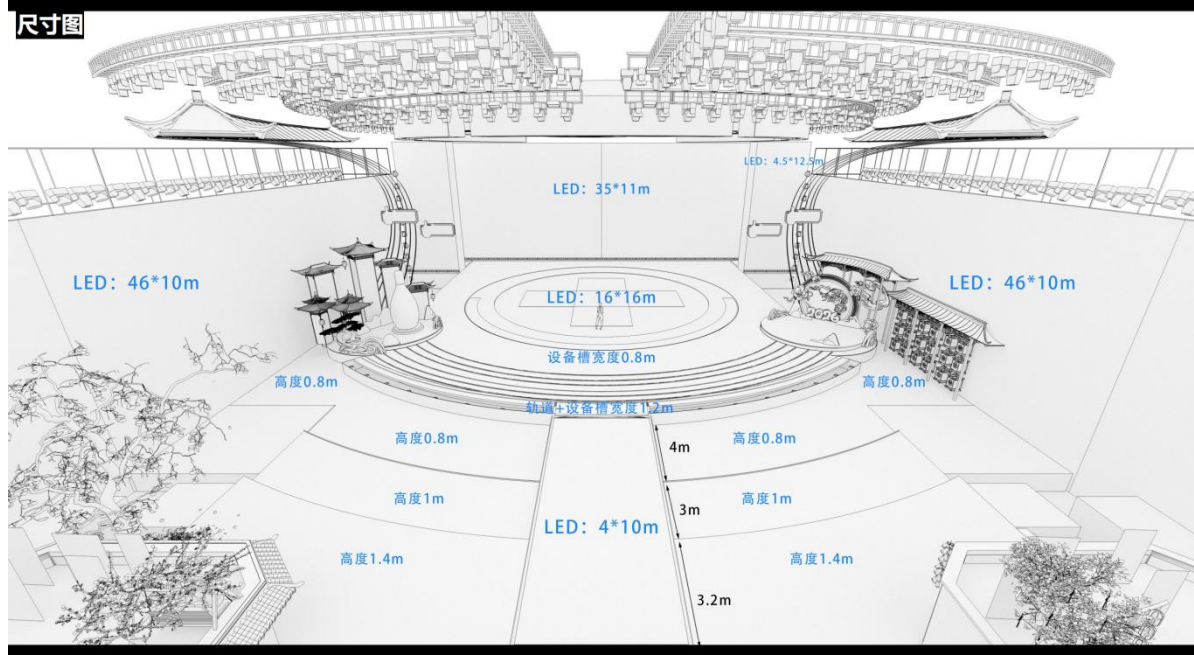 尺寸图
LED：4.5*12.5m
LED：35*11m
LED：46*10m
LED：16*16m
LED：46*10m
2026
设备槽宽度0.8m
高度0.8m
高度0.8m
轨道+设备槽宽度1.2m
高度0.8m
高度0.8m
4m
高度1m
3m
高度1m
LED：4*10m
高度1.4m
高度1.4m
3.2m